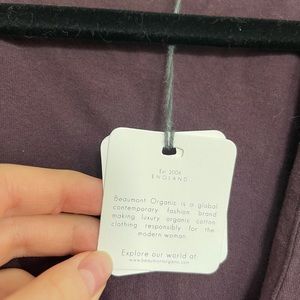 Est 2008
ENGLAND
Beaumont Organic is a global
contemporary fashion brand
making luxury organic cotton
clothing responsibly for the
modern woman.
Explore our world at
www.beaumontorganic.com